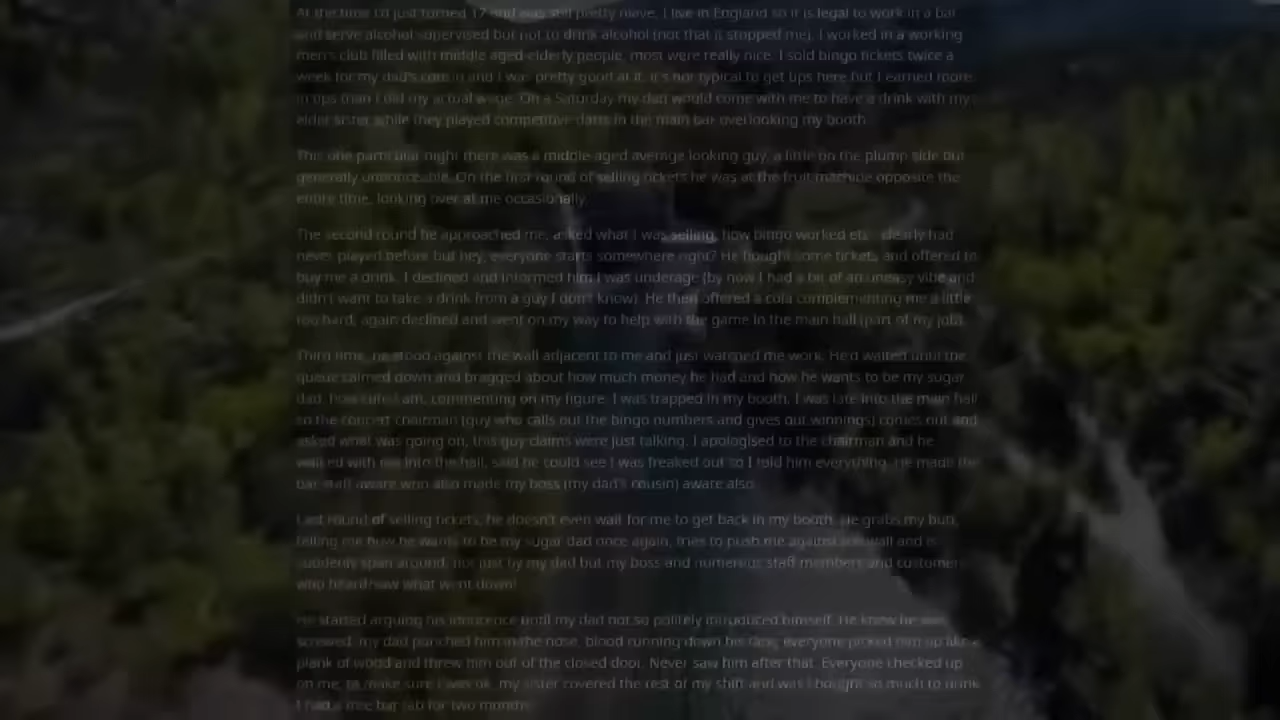 At the time I'd just turned 17 and was still pretty naive. I live in England so it is legal to work in a bar
and serve alcohol supervised but not to drink alcohol (not that it stopped me). I worked in a working
men's club filled with middle aged-elderly people, most were really nice. I sold bingo tickets twice a
week for my dad's cousin and I was pretty good at it. It's not typical to get tips here but I earned more
in tips than I did my actual wage. On a Saturday my dad would come with me to have a drink with my
elder sister while they played competitive darts in the main bar overlooking my booth.
This one particular night there was a middle-aged average looking guy, a little on the plump side but
generally unnoticeable. On the first round of selling tickets he was at the fruit machine opposite the
entire time, looking over at me occasionally.
The second round he approached me, asked what I was selling, how bingo worked etc - clearly had
never played before but hey, everyone starts somewhere right? He bought some tickets and offered to
buy me a drink. I declined and informed him I was underage (by now I had a bit of an uneasy vibe and
didn't want to take a drink from a guy I don't know). He then offered a cola complementing me a little
too hard, again declined and went on my way to help with the game in the main hall (part of my job).
Third time, he stood against the wall adjacent to me and just watched me work. He'd waited until the
queue calmed down and bragged about how much money he had and how he wants to be my sugar
dad, how cute I am, commenting on my figure. I was trapped in my booth. I was late into the main hall
so the concert chairman (guy who calls out the bingo numbers and gives out winnings) comes out and
asked what was going on, this guy claims were just talking. I apologised to the chairman and he
walked with me into the hall, said he could see I was freaked out so I told him everything. He made the
bar staff aware who also made my boss (my dad's cousin) aware also.
Last round of selling tickets, he doesn't even wait for me to get back in my booth. He grabs my butt,
telling me how he wants to be my sugar dad once again, tries to push me against a wall and is
suddenly span around, not just by my dad but my boss and numerous staff members and customers
who heard/saw what went down!
He started arguing his innocence until my dad not so politely introduced himself. He knew he was
screwed, my dad punched him in the nose, blood running down his face, everyone picked him up like a
plank of wood and threw him out of the closed door. Never saw him after that. Everyone checked up
on me, to make sure I was ok, my sister covered the rest of my shift and was I bought so much to drink
I had a free bar tab for two months.